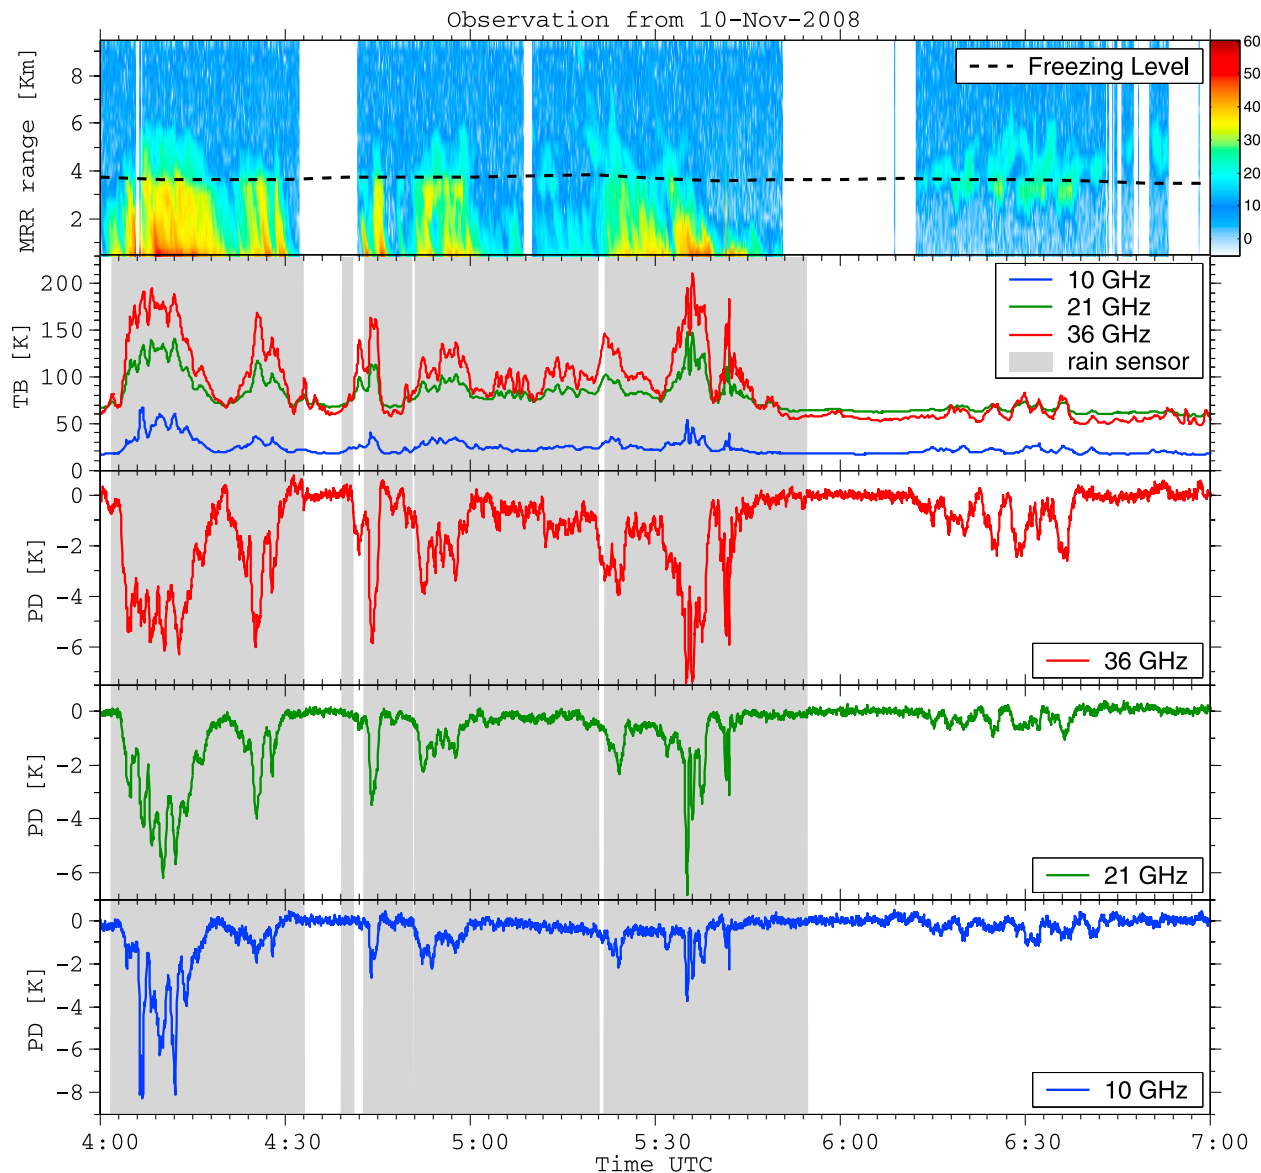 Observation from 10-Nov-2008
MRR range [Km]
8
6
4
2
Freezing Level
60
50
40
30
20
10
0
TB [K]
200
150
100
50
0
10 GHz
21 GHz
36 GHz
rain sensor
PD [K]
0
-2
-4
-6
36 GHz
PD [K]
0
-2
-4
-6
21 GHz
PD [K]
0
-2
-4
-6
-8
10 GHz
4:00 4:30 5:00 5:30 6:00 6:30 7:00
Time UTC